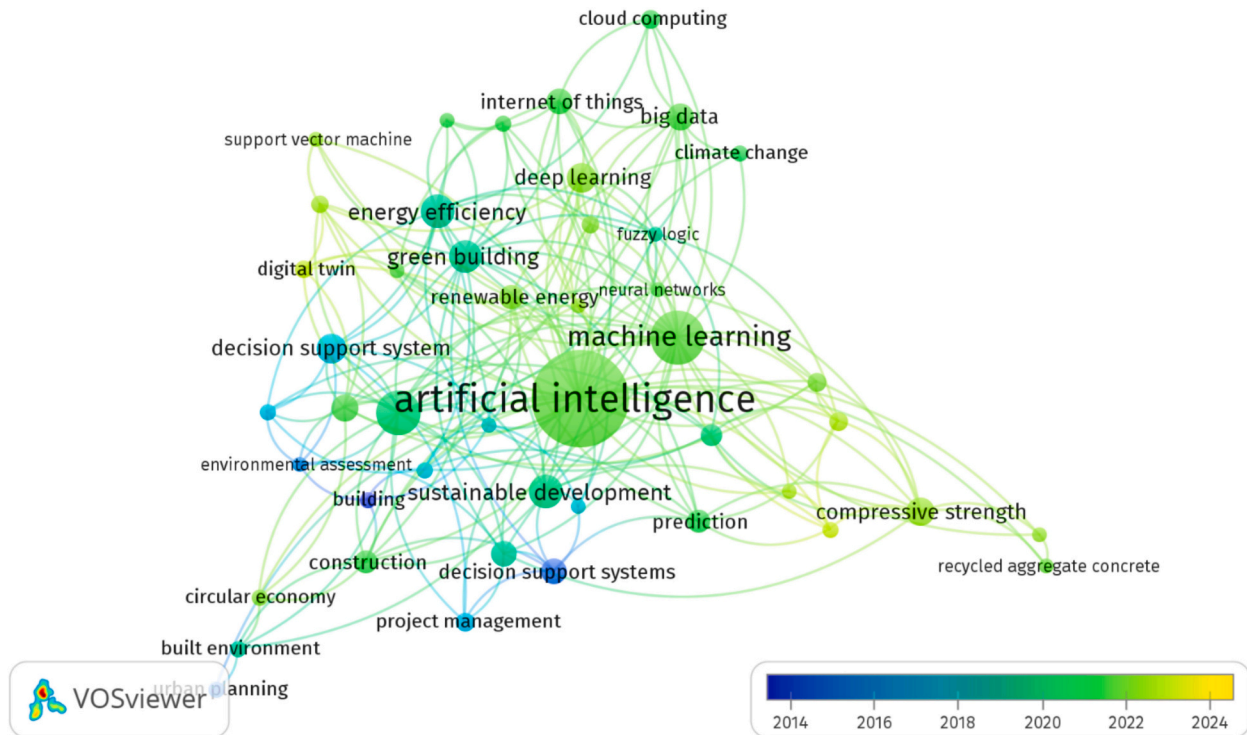 cloud computing
internet of things
big data
support vector machine
climate change
deep learning
energy efficiency
fuzzy logic
green building
digital twin
neural networks
renewable energy
machine learning
decision support system
artificial intelligence
environmental assessment
sustainable development
building
compressive strength
prediction
construction
recycled aggregate concrete
decision support systems
circular economy
project management
built environment
urban planning
VOSviewer
2014 2016 2018 2020 2022 2024